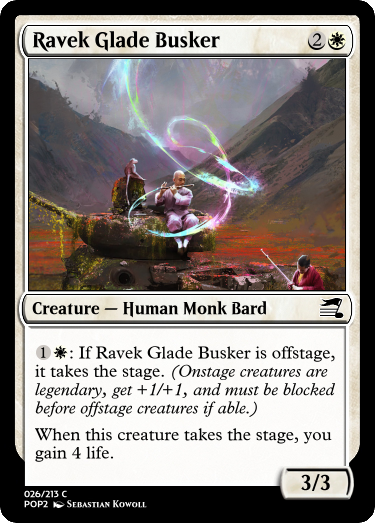 Ravek Glade Busker 2
Creature — Human Monk Bard
1 : If Ravek Glade Busker is offstage,
it takes the stage. (Onstage creatures are
legendary, get +1/+1, and must be blocked
before offstage creatures if able.)
When this creature takes the stage, you
gain 4 life.
3/3
026/213 C
POP2 Sebastian Kowoll